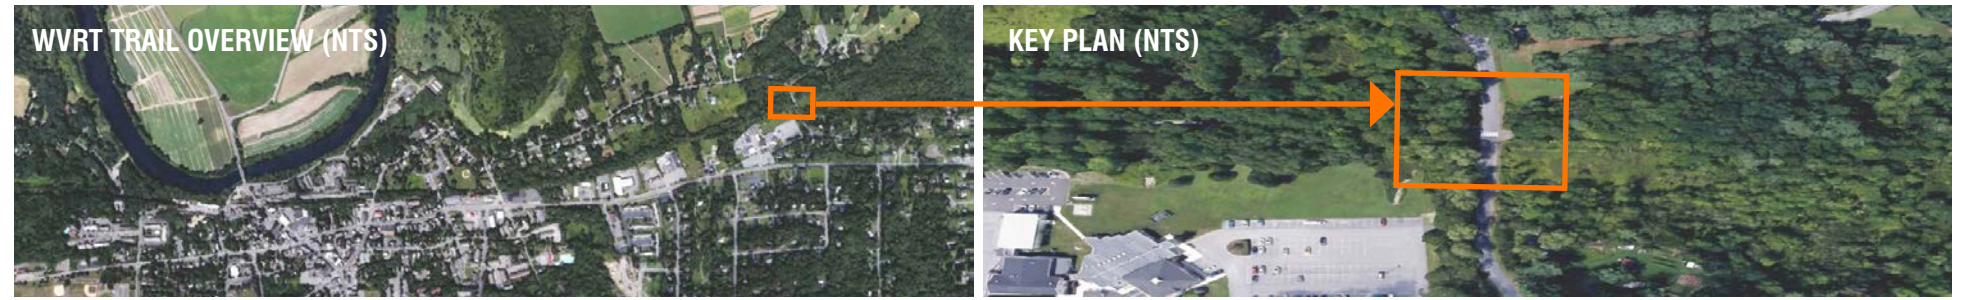 WVRT TRAIL OVERVIEW (NTS)
KEY PLAN (NTS)